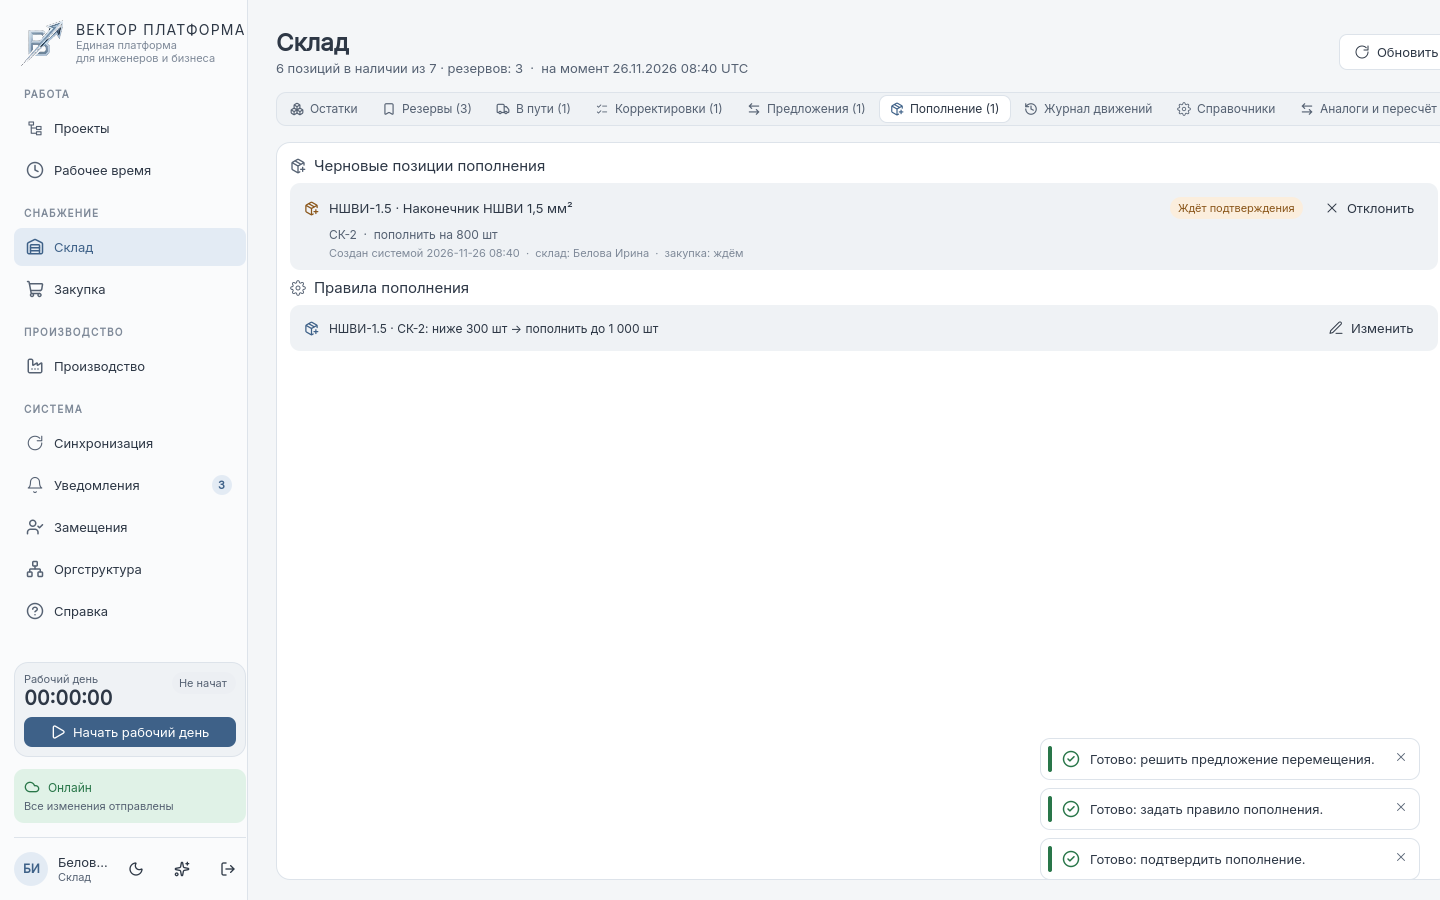 ВЕКТОР ПЛАТФОРМА
Единая платформа
для инженеров и бизнеса
РАБОТА
Проекты
Рабочее время
СНАБЖЕНИЕ
Склад
Закупка
ПРОИЗВОДСТВО
Производство
СИСТЕМА
Синхронизация
Уведомления 3
Замещения
Оргструктура
Справка
Рабочий день
Не начат
00:00:00
Начать рабочий день
Онлайн
Все изменения отправлены
БИ
Белов...
Склад
Склад
6 позиций в наличии из 7 · резервов: 3 · на момент 26.11.2026 08:40 UTC
Обновить
Остатки
Резервы (3)
В пути (1)
Корректировки (1)
Предложения (1)
Пополнение (1)
Журнал движений
Справочники
Аналоги и пересчёт
Черновые позиции пополнения
НШВИ-1.5 · Наконечник НШВИ 1,5 мм²
Ждёт подтверждения
Отклонить
СК-2 · пополнить на 800 шт
Создан системой 2026-11-26 08:40 · склад: Белова Ирина · закупка: ждём
Правила пополнения
НШВИ-1.5 · СК-2: ниже 300 шт → пополнить до 1 000 шт
Изменить
Готово: решить предложение перемещения.
Готово: задать правило пополнения.
Готово: подтвердить пополнение.